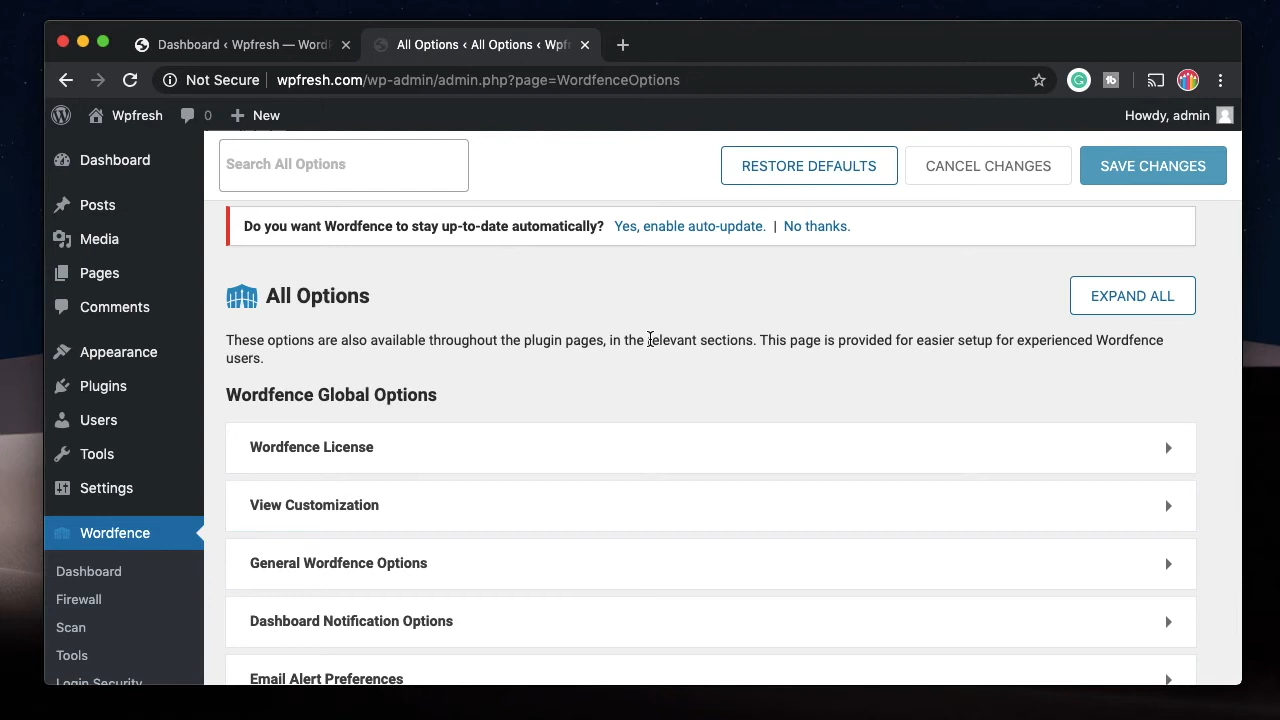 Dashboard ‹ Wpfresh — Word
All Options ‹ All Options ‹ Wpf
Not Secure
wpfresh.com/wp-admin/admin.php?page=WordfenceOptions
Wpfresh
0
New
Howdy, admin
Dashboard
Posts
Media
Pages
Comments
Appearance
Plugins
Users
Tools
Settings
Wordfence
Dashboard
Firewall
Scan
Tools
Login Security
Search All Options
RESTORE DEFAULTS
CANCEL CHANGES
SAVE CHANGES
Do you want Wordfence to stay up-to-date automatically? Yes, enable auto-update. | No thanks.
All Options
EXPAND ALL
These options are also available throughout the plugin pages, in the relevant sections. This page is provided for easier setup for experienced Wordfence
users.
Wordfence Global Options
Wordfence License
View Customization
General Wordfence Options
Dashboard Notification Options
Email Alert Preferences